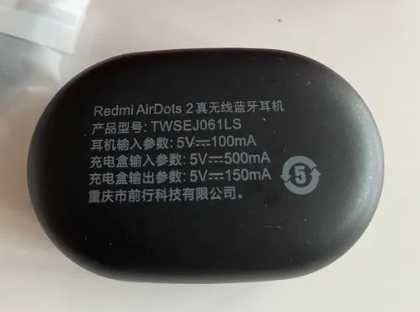 Redmi AirDots 2真无线蓝牙耳机
产品型号: TWSEJ061LS
耳机输入参数: 5V⎓100mA
充电盒输入参数: 5V⎓500mA
充电盒输出参数: 5V⎓150mA
重庆市前行科技有限公司。
5